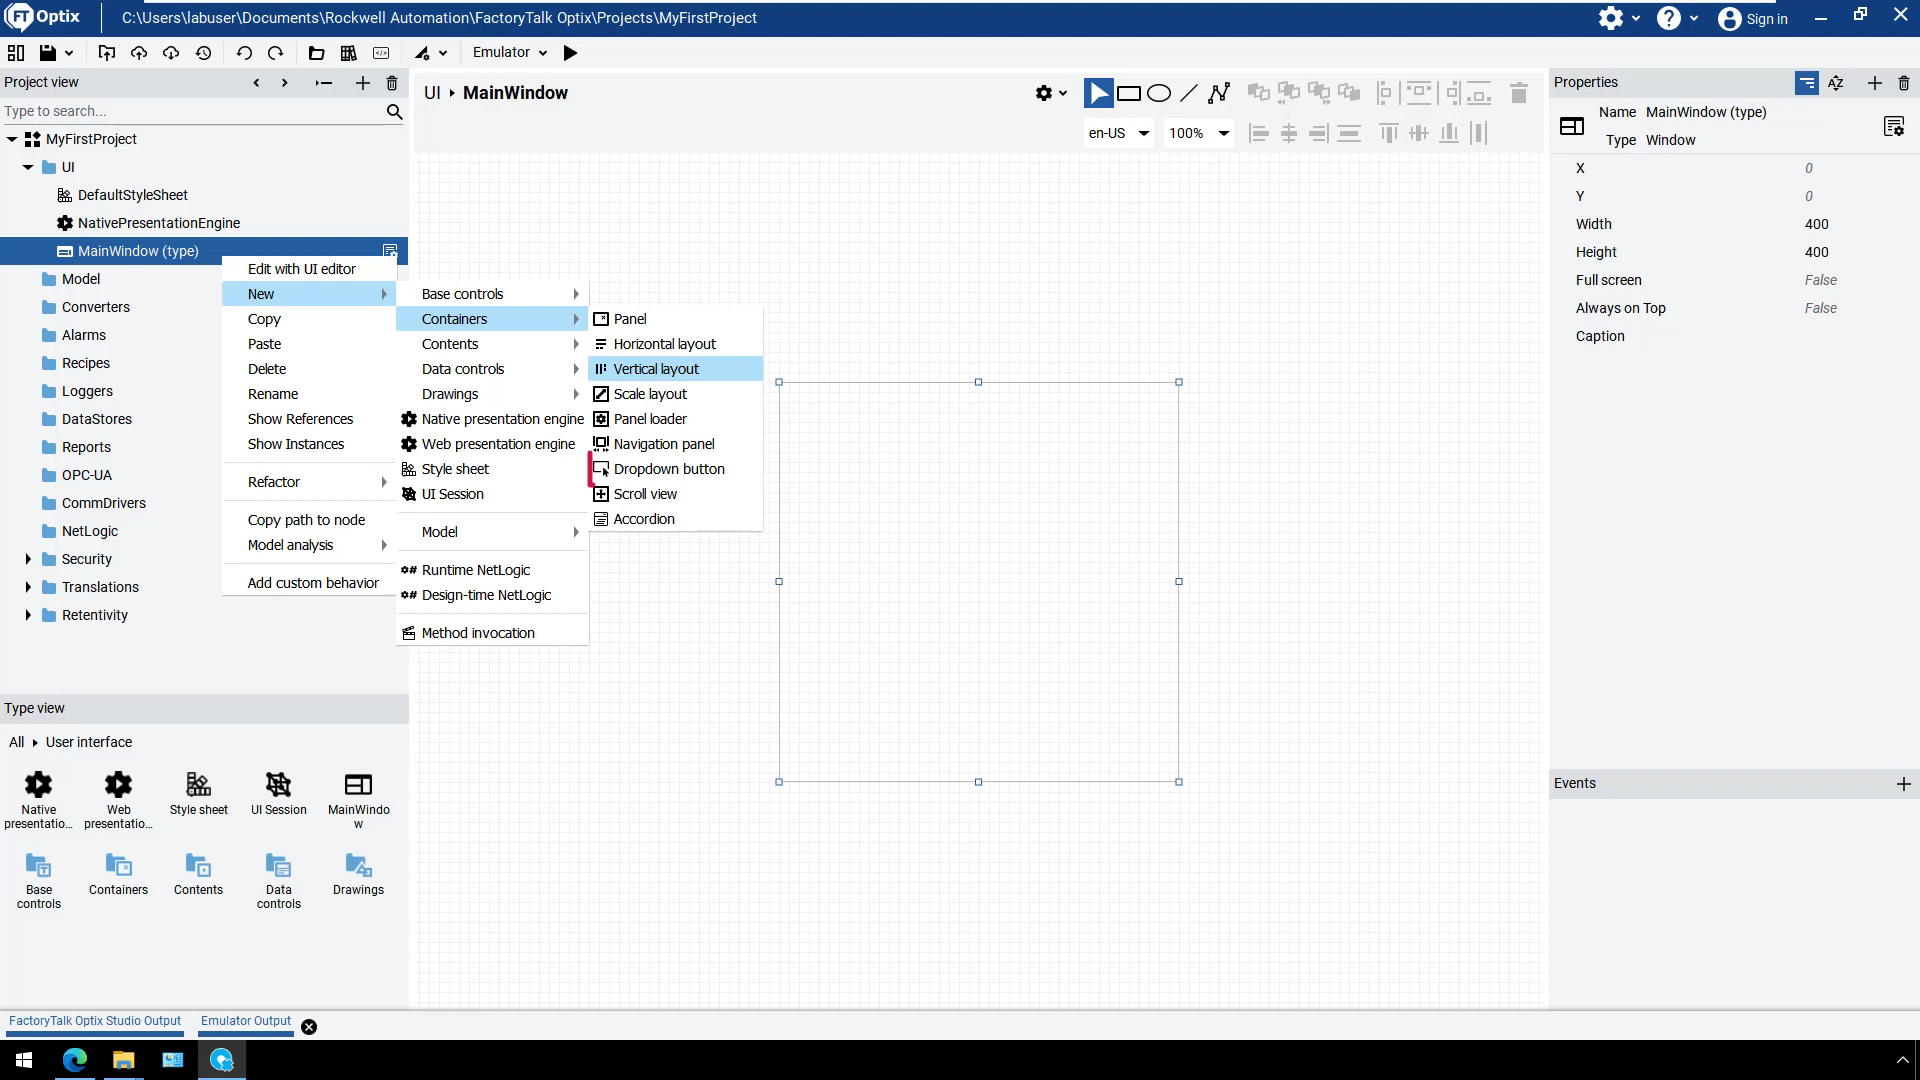 FT Optix
C:\Users\labuser\Documents\Rockwell Automation\FactoryTalk Optix\Projects\MyFirstProject
Sign in
Emulator
Project view
Type to search...
MyFirstProject
UI
DefaultStyleSheet
NativePresentationEngine
MainWindow (type)
Model
Converters
Alarms
Recipes
Loggers
DataStores
Reports
OPC-UA
CommDrivers
NetLogic
Security
Translations
Retentivity
Edit with UI editor
New
Copy
Paste
Delete
Rename
Show References
Show Instances
Refactor
Copy path to node
Model analysis
Add custom behavior
Base controls
Containers
Contents
Data controls
Drawings
Native presentation engine
Web presentation engine
Style sheet
UI Session
Model
Runtime NetLogic
Design-time NetLogic
Method invocation
Panel
Horizontal layout
Vertical layout
Scale layout
Panel loader
Navigation panel
Dropdown button
Scroll view
Accordion
UI MainWindow
en-US 100%
Properties
Name MainWindow (type)
Type Window
X 0
Y 0
Width 400
Height 400
Full screen False
Always on Top False
Caption
Events
Type view
All User interface
Native
presentatio...
Web
presentatio...
Style sheet
UI Session
MainWindo
w
Base
controls
Containers
Contents
Data
controls
Drawings
FactoryTalk Optix Studio Output
Emulator Output